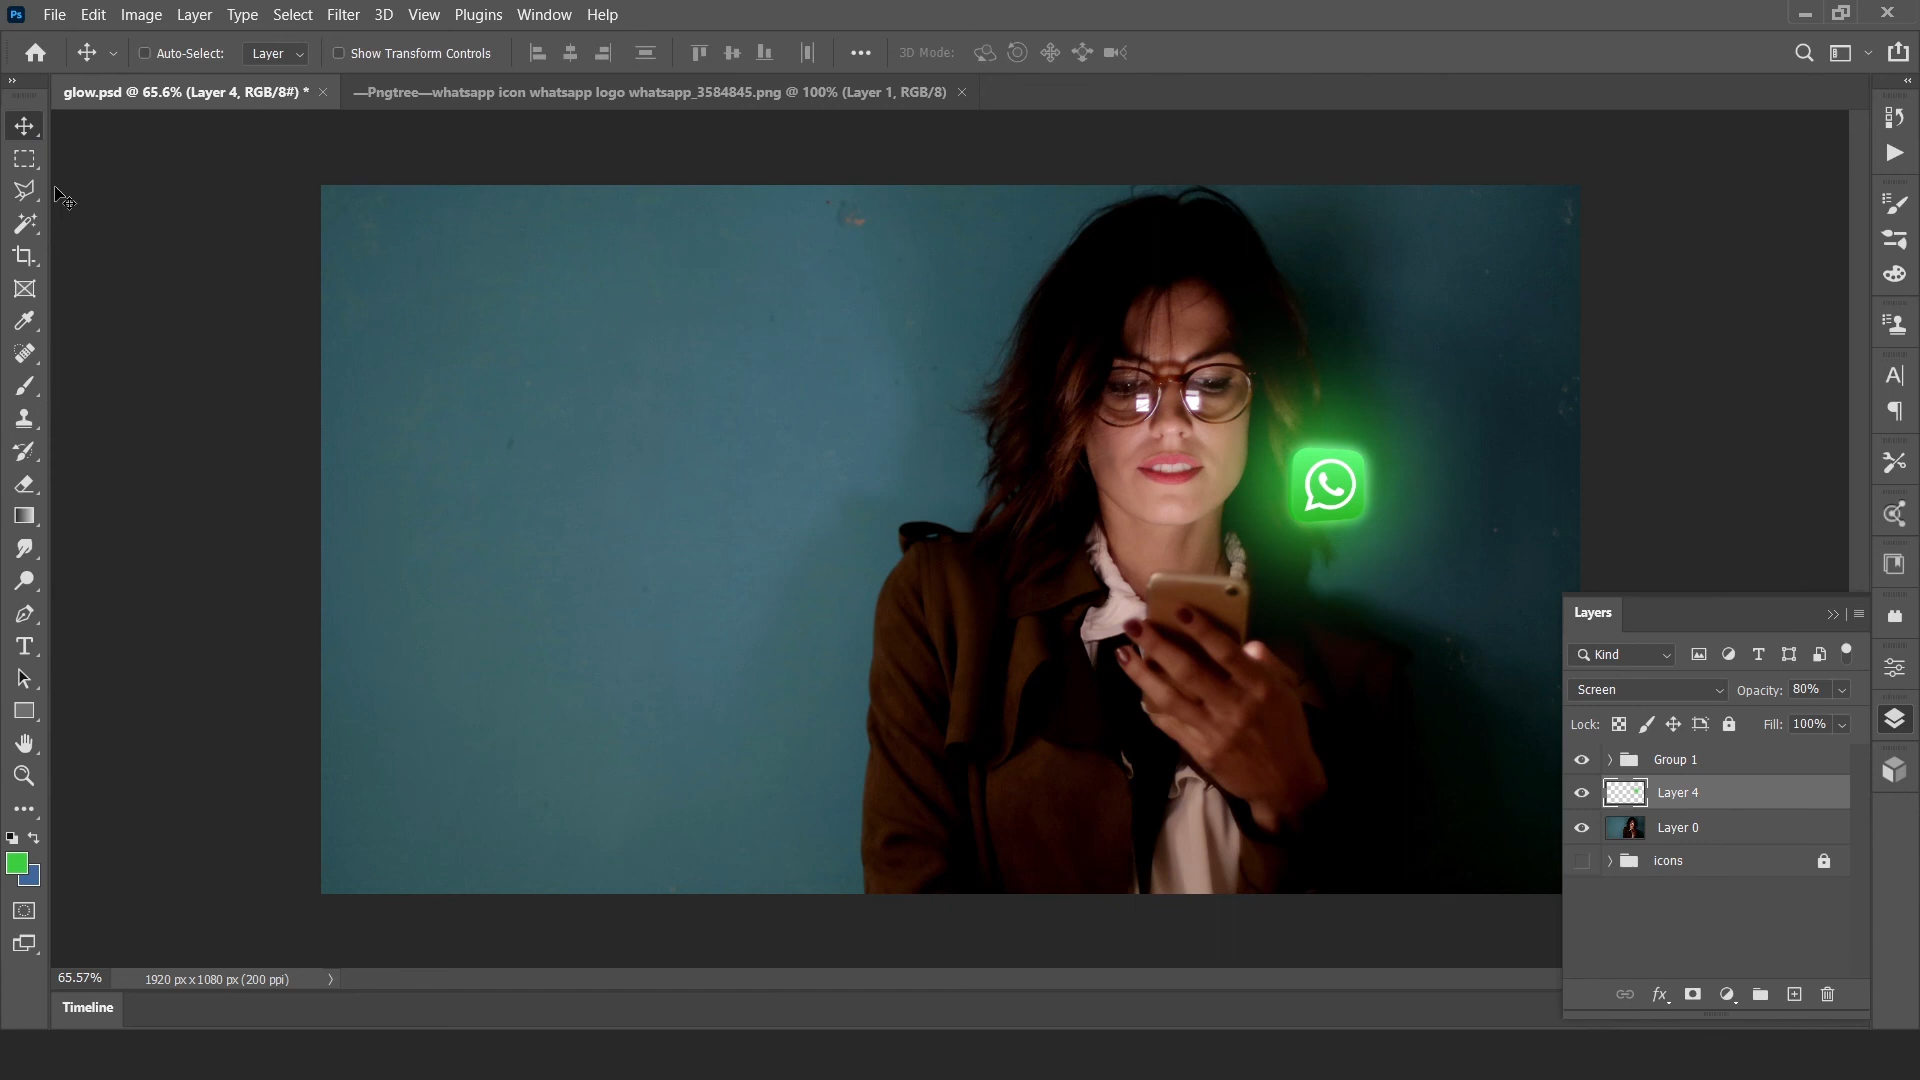 Ps File Edit Image Layer Type Select Filter 3D View Plugins Window Help
Auto-Select: Layer Show Transform Controls 3D Mode:
glow.psd @ 65.6% (Layer 4, RGB/8#) * —Pngtree—whatsapp icon whatsapp logo whatsapp_3584845.png @ 100% (Layer 1, RGB/8)
Layers
Kind
Screen Opacity: 80%
Lock: Fill: 100%
Group 1
Layer 4
Layer 0
icons
65.57% 1920 px x 1080 px (200 ppi)
Timeline